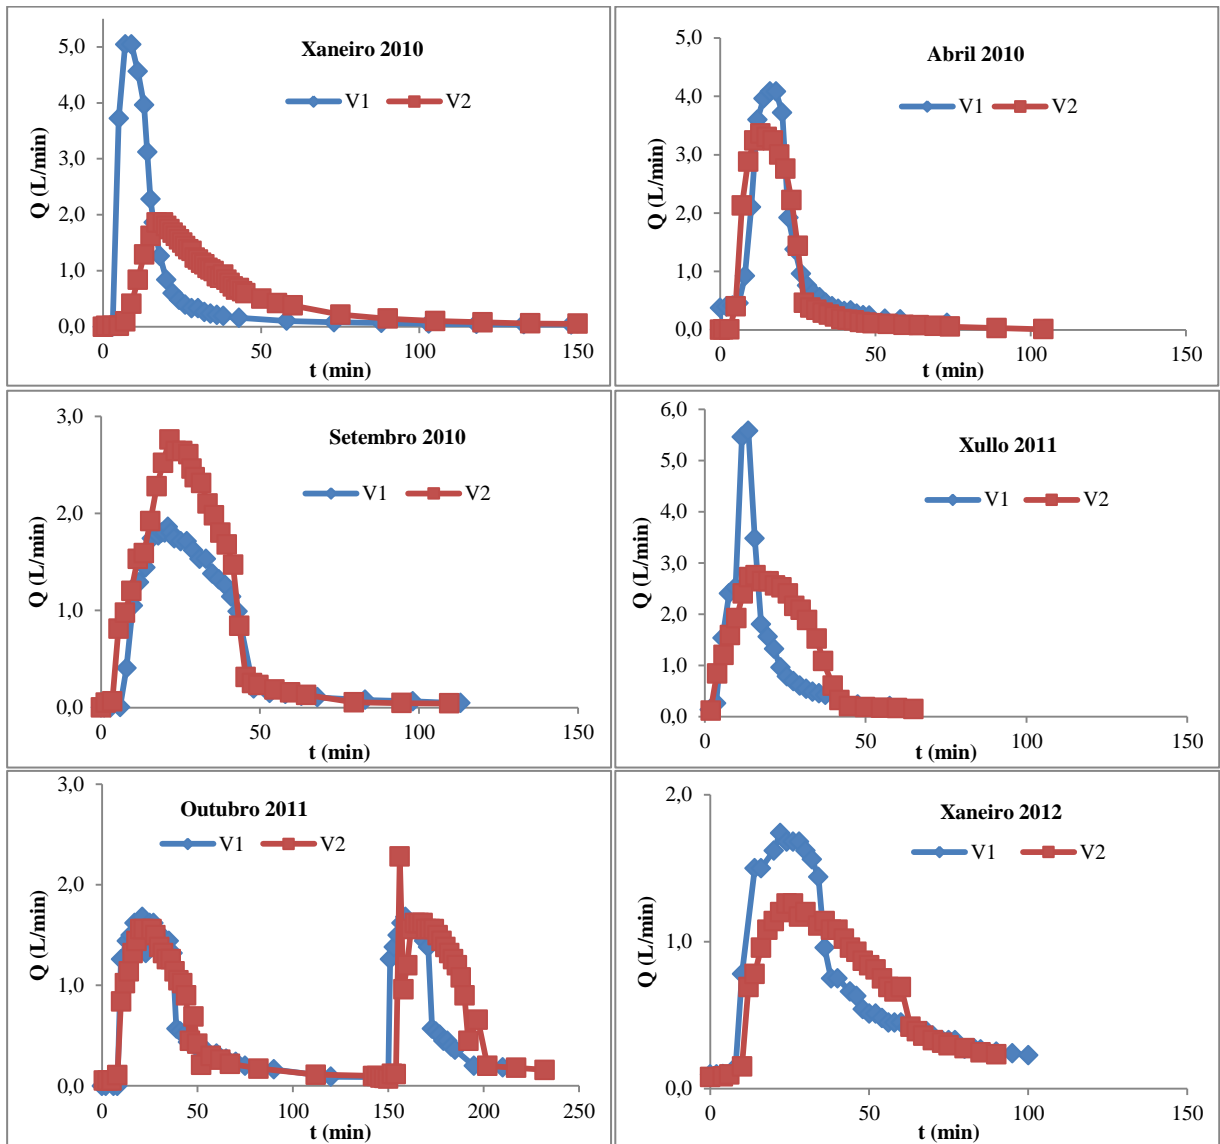 Xaneiro 2010
V1 V2
Q (L/min)
5,0
4,0
3,0
2,0
1,0
0,0
0 50 100 150
t (min)
Abril 2010
V1 V2
Q (L/min)
5,0
4,0
3,0
2,0
1,0
0,0
0 50 100 150
t (min)
Setembro 2010
V1 V2
Q (L/min)
3,0
2,0
1,0
0,0
0 50 100 150
t (min)
Xullo 2011
V1 V2
Q (L/min)
6,0
5,0
4,0
3,0
2,0
1,0
0,0
0 50 100 150
t (min)
Outubro 2011
V1 V2
Q (L/min)
3,0
2,0
1,0
0,0
0 50 100 150 200 250
t (min)
Xaneiro 2012
V1 V2
Q (L/min)
2,0
1,0
0,0
0 50 100 150
t (min)